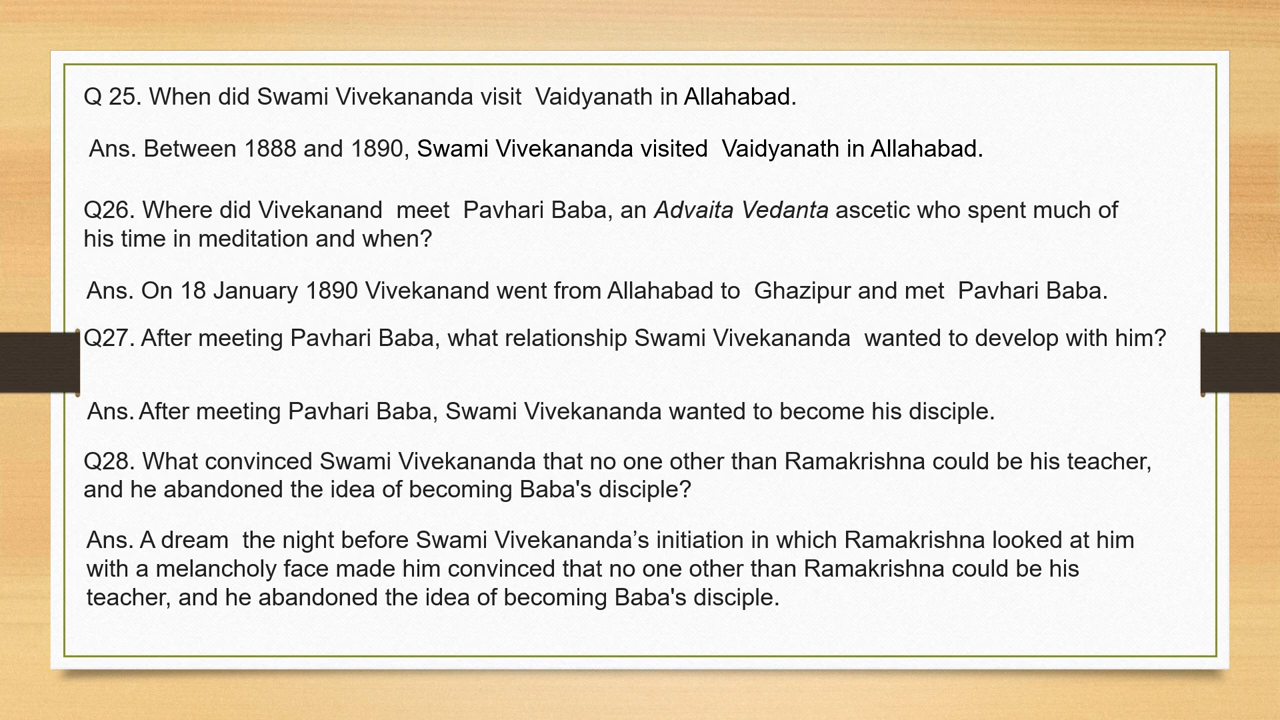 Q 25. When did Swami Vivekananda visit  Vaidyanath in Allahabad.
Ans. Between 1888 and 1890, Swami Vivekananda visited  Vaidyanath in Allahabad.
Q26. Where did Vivekanand  meet  Pavhari Baba, an Advaita Vedanta ascetic who spent much of
his time in meditation and when?
Ans. On 18 January 1890 Vivekanand went from Allahabad to  Ghazipur and met  Pavhari Baba.
Q27. After meeting Pavhari Baba, what relationship Swami Vivekananda  wanted to develop with him?
Ans. After meeting Pavhari Baba, Swami Vivekananda wanted to become his disciple.
Q28. What convinced Swami Vivekananda that no one other than Ramakrishna could be his teacher,
and he abandoned the idea of becoming Baba's disciple?
Ans. A dream  the night before Swami Vivekananda’s initiation in which Ramakrishna looked at him
with a melancholy face made him convinced that no one other than Ramakrishna could be his
teacher, and he abandoned the idea of becoming Baba's disciple.